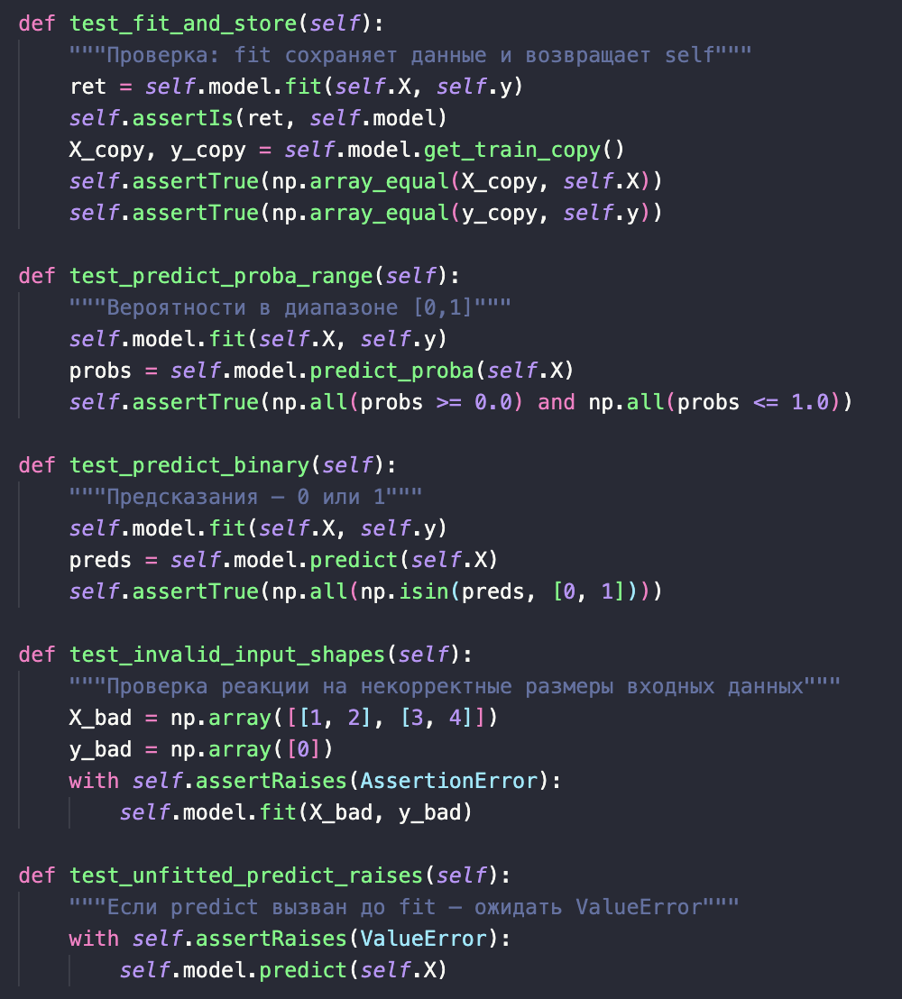 def test_fit_and_store(self):
    """Проверка: fit сохраняет данные и возвращает self"""
    ret = self.model.fit(self.X, self.y)
    self.assertIs(ret, self.model)
    X_copy, y_copy = self.model.get_train_copy()
    self.assertTrue(np.array_equal(X_copy, self.X))
    self.assertTrue(np.array_equal(y_copy, self.y))

def test_predict_proba_range(self):
    """Вероятности в диапазоне [0,1]"""
    self.model.fit(self.X, self.y)
    probs = self.model.predict_proba(self.X)
    self.assertTrue(np.all(probs >= 0.0) and np.all(probs <= 1.0))

def test_predict_binary(self):
    """Предсказания — 0 или 1"""
    self.model.fit(self.X, self.y)
    preds = self.model.predict(self.X)
    self.assertTrue(np.all(np.isin(preds, [0, 1])))

def test_invalid_input_shapes(self):
    """Проверка реакции на некорректные размеры входных данных"""
    X_bad = np.array([[1, 2], [3, 4]])
    y_bad = np.array([0])
    with self.assertRaises(AssertionError):
        self.model.fit(X_bad, y_bad)

def test_unfitted_predict_raises(self):
    """Если predict вызван до fit — ожидать ValueError"""
    with self.assertRaises(ValueError):
        self.model.predict(self.X)